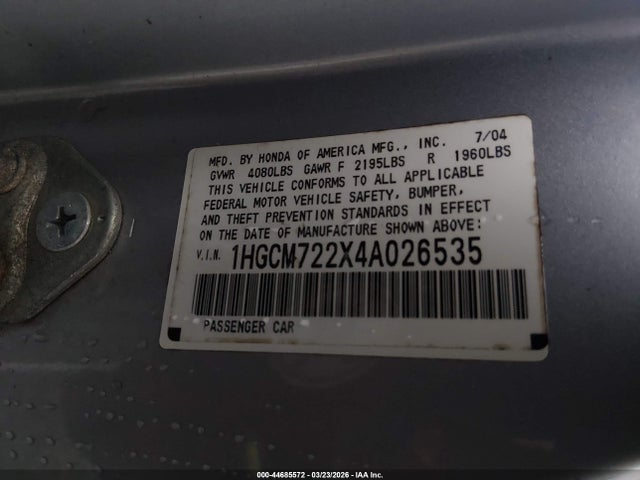 MFD. BY HONDA OF AMERICA MFG., INC. 7/04
GVWR 4080LBS GAWR F 2195LBS R 1960LBS
THIS VEHICLE CONFORMS TO ALL APPLICABLE
FEDERAL MOTOR VEHICLE SAFETY, BUMPER,
AND THEFT PREVENTION STANDARDS IN EFFECT
ON THE DATE OF MANUFACTURE SHOWN ABOVE:
V.I.N. 1HGCM722X4A026535
PASSENGER CAR
000-44685572 / 03/23/2026 / IAA Inc.